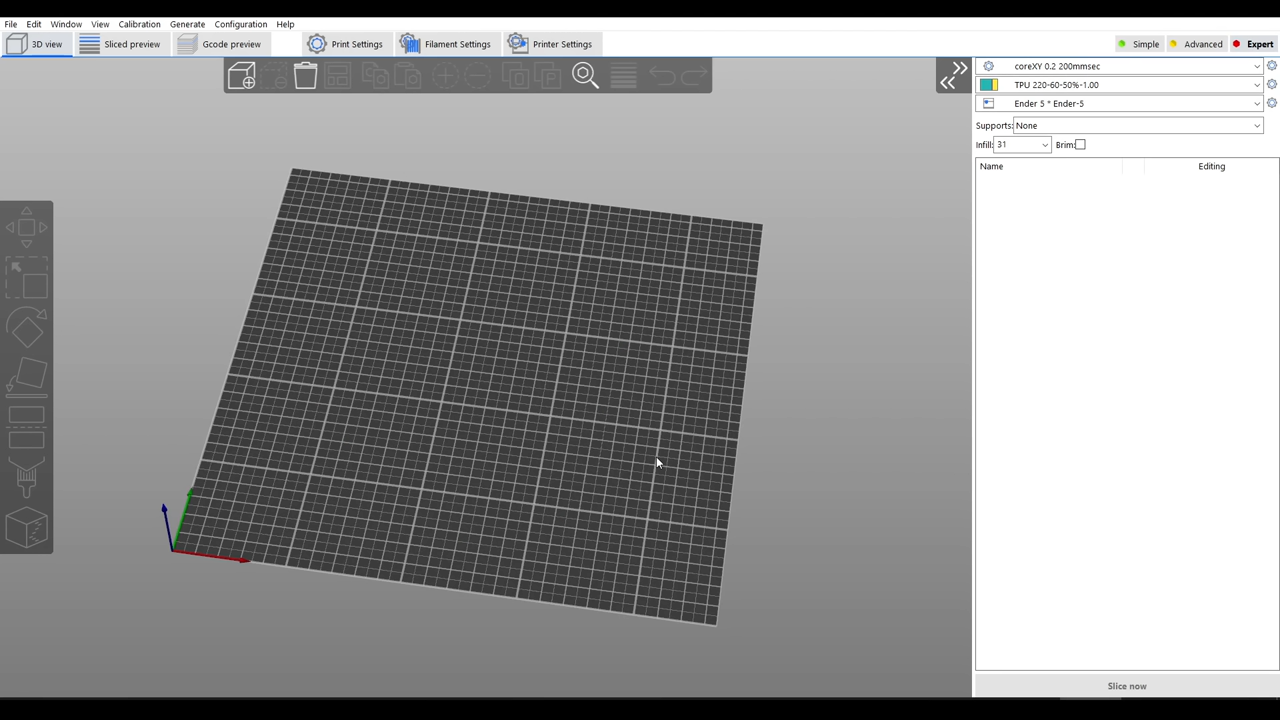 File Edit Window View Calibration Generate Configuration Help
3D view Sliced preview Gcode preview Print Settings Filament Settings Printer Settings Simple Advanced Expert
coreXY 0.2 200mmsec
TPU 220-60-50%-1.00
Ender 5 * Ender-5
Supports: None
Infill: 31 Brim:
Name Editing
Slice now